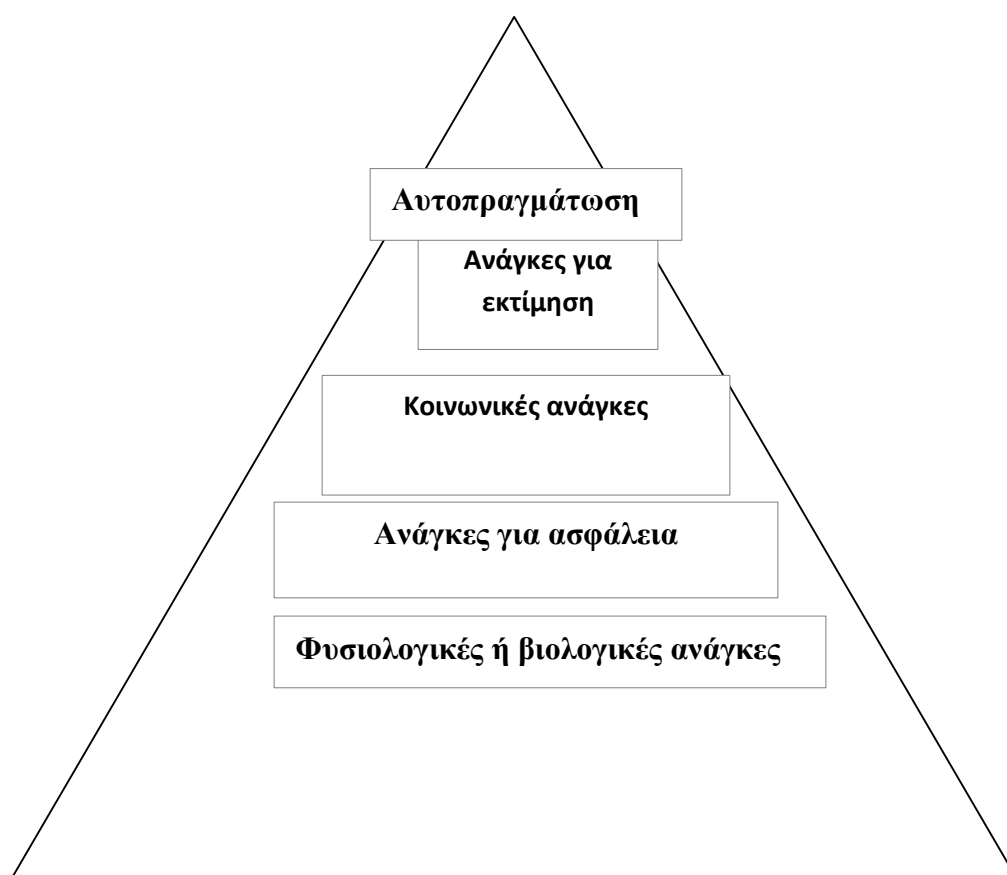 Αυτοπραγμάτωση
Ανάγκες για
εκτίμηση
Κοινωνικές ανάγκες
Ανάγκες για ασφάλεια
Φυσιολογικές ή βιολογικές ανάγκες